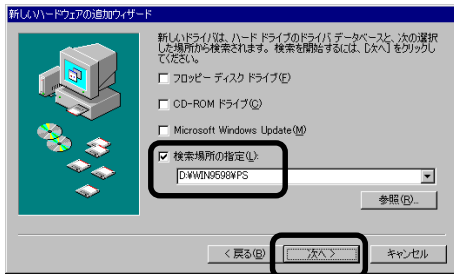 新しいハードウェアの追加ウィザード
新しいドライバは、ハード ドライブのドライバ データベースと、次の選択
した場所から検索されます。検索を開始するには、[次へ] をクリックし
てください。
フロッピー ディスク ドライブ(F)
CD-ROM ドライブ(C)
Microsoft Windows Update(M)
検索場所の指定(L):
D:¥WIN9598¥PS
参照(R)...
< 戻る(B)
次へ >
キャンセル